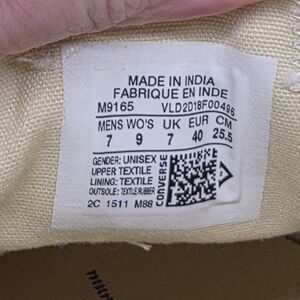 MADE IN INDIA
FABRIQUE EN INDE
M9165 VLD2D18F00496
MENS WO'S UK EUR CM
7 9 7 40 25.5
GENDER: UNISEX
UPPER TEXTILE
LINING: TEXTILE
OUTSOLE: TEXTILE RUBBER
2C 1511 M88
CONVERSE